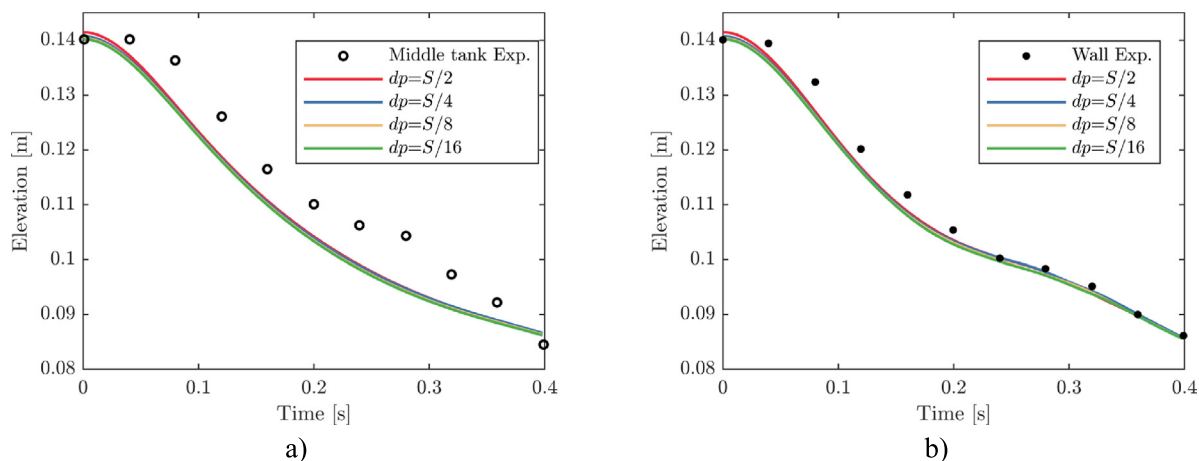 0.14
0.13
0.12
0.11
0.1
0.09
0.08
Elevation [m]
0
0.1
0.2
0.3
0.4
Time [s]
Middle tank Exp.
dp=S/2
dp=S/4
dp=S/8
dp=S/16
a)
0.14
0.13
0.12
0.11
0.1
0.09
0.08
Elevation [m]
0
0.1
0.2
0.3
0.4
Time [s]
Wall Exp.
dp=S/2
dp=S/4
dp=S/8
dp=S/16
b)